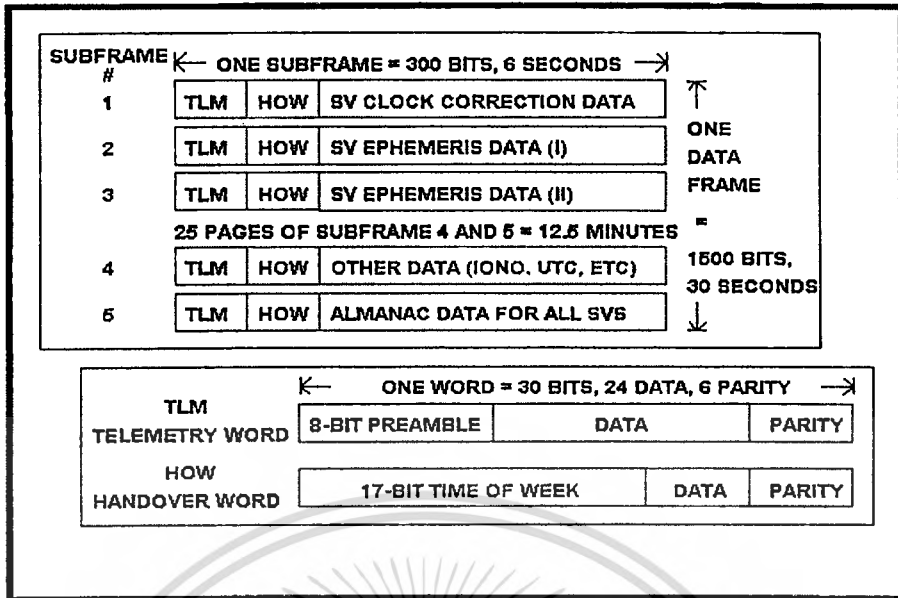 SUBFRAME
#
ONE SUBFRAME = 300 BITS, 6 SECONDS
1 TLM HOW SV CLOCK CORRECTION DATA
2 TLM HOW SV EPHEMERIS DATA (I)
3 TLM HOW SV EPHEMERIS DATA (II)
25 PAGES OF SUBFRAME 4 AND 5 = 12.5 MINUTES
4 TLM HOW OTHER DATA (IONO, UTC, ETC)
5 TLM HOW ALMANAC DATA FOR ALL SVS
ONE
DATA
FRAME
=
1500 BITS,
30 SECONDS
ONE WORD = 30 BITS, 24 DATA, 6 PARITY
TLM
TELEMETRY WORD
8-BIT PREAMBLE DATA PARITY
HOW
HANDOVER WORD
17-BIT TIME OF WEEK DATA PARITY